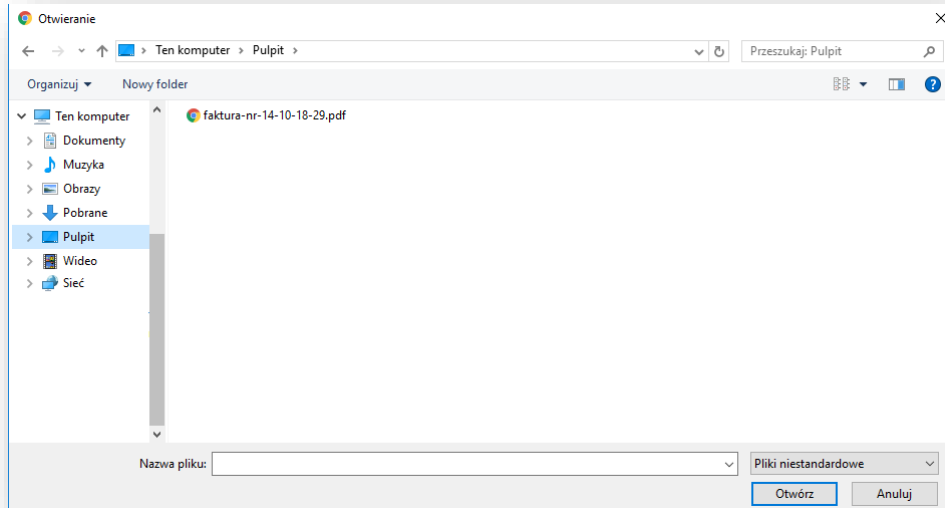 Otwieranie
Ten komputer > Pulpit >
Przeszukaj: Pulpit
Organizuj
Nowy folder
Ten komputer
Dokumenty
Muzyka
Obrazy
Pobrane
Pulpit
Wideo
Sieć
faktura-nr-14-10-18-29.pdf
Nazwa pliku:
Pliki niestandardowe
Otwórz
Anuluj